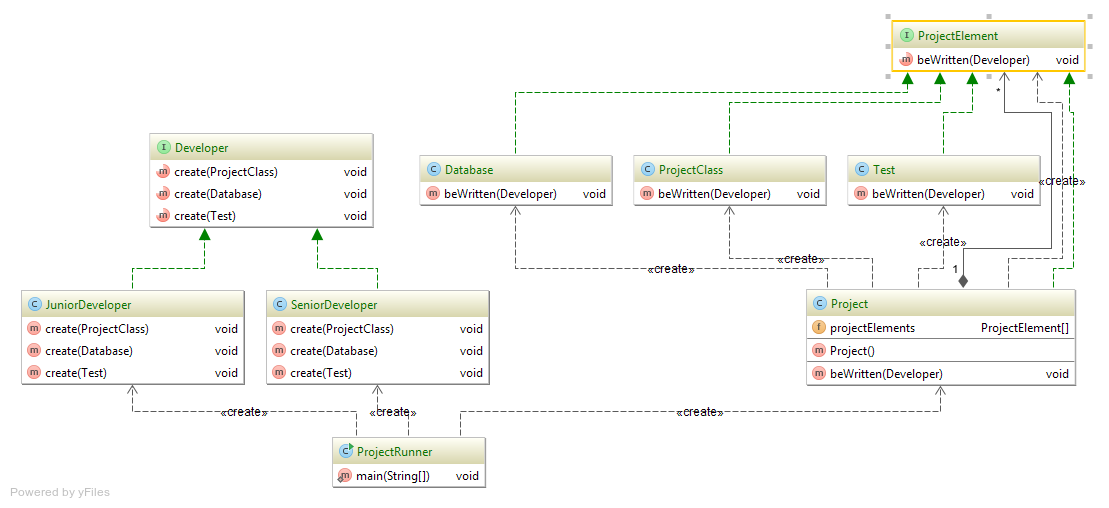 I ProjectElement
m beWritten(Developer) void
*
I Developer
m create(ProjectClass) void
m create(Database) void
m create(Test) void
C Database
m beWritten(Developer) void
C ProjectClass
m beWritten(Developer) void
C Test
m beWritten(Developer) void
«create»
«create»
«create»
«create»
1
C JuniorDeveloper
m create(ProjectClass) void
m create(Database) void
m create(Test) void
C SeniorDeveloper
m create(ProjectClass) void
m create(Database) void
m create(Test) void
C Project
f projectElements ProjectElement[]
m Project()
m beWritten(Developer) void
«create»
«create»
«create»
C ProjectRunner
m main(String[]) void
Powered by yFiles